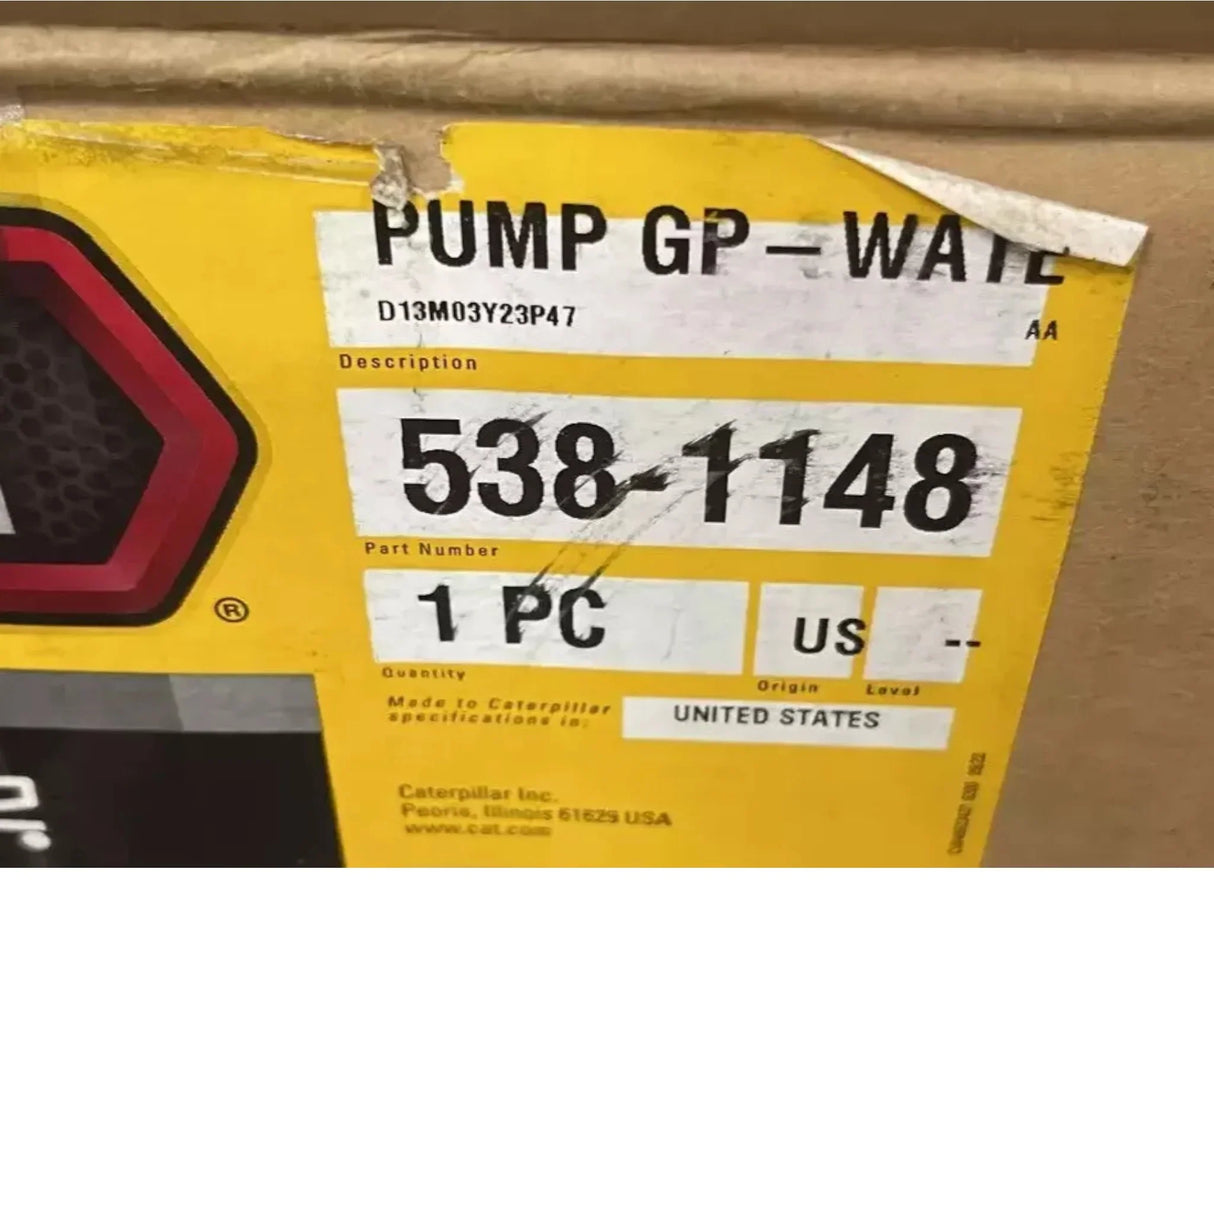 PUMP GP-WATE
D13M03Y23P47 AA
Description
538-1148
Part Number
1 PC US --
Quantity Origin Level
Made to Caterpillar
specifications in: UNITED STATES
®
Caterpillar Inc.
Peoria, Illinois 61629 USA
www.cat.com